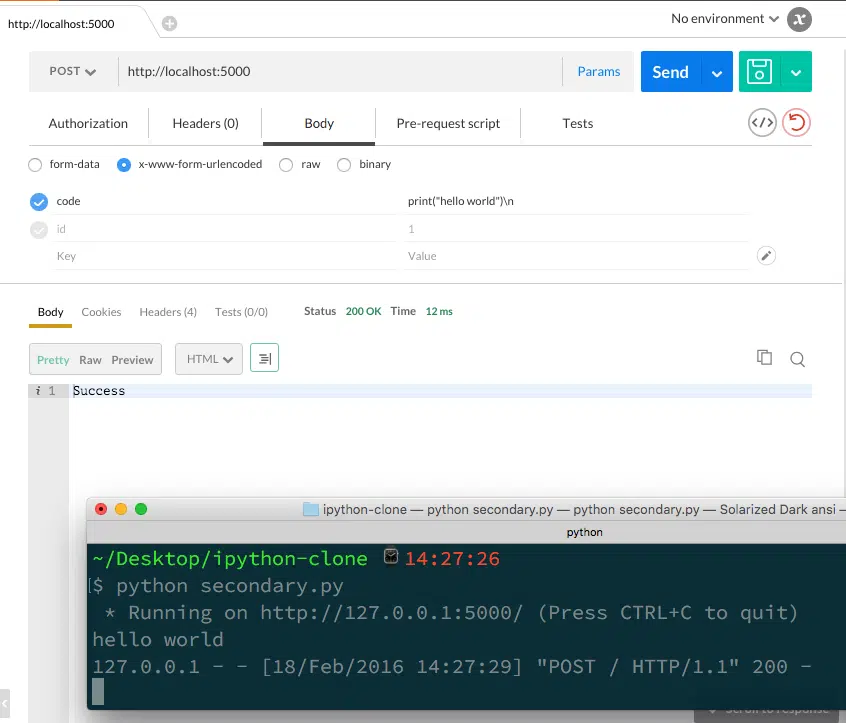 http://localhost:5000
No environment
POST http://localhost:5000 Params Send
Authorization Headers (0) Body Pre-request script Tests
form-data x-www-form-urlencoded raw binary
code print("hello world")\n
id 1
Key Value
Body Cookies Headers (4) Tests (0/0) Status 200 OK Time 12 ms
Pretty Raw Preview HTML
i 1 Success
ipython-clone — python secondary.py — python secondary.py — Solarized Dark ansi —
python
~/Desktop/ipython-clone 14:27:26
[$ python secondary.py
* Running on http://127.0.0.1:5000/ (Press CTRL+C to quit)
hello world
127.0.0.1 - - [18/Feb/2016 14:27:29] "POST / HTTP/1.1" 200 -
Scroll to response